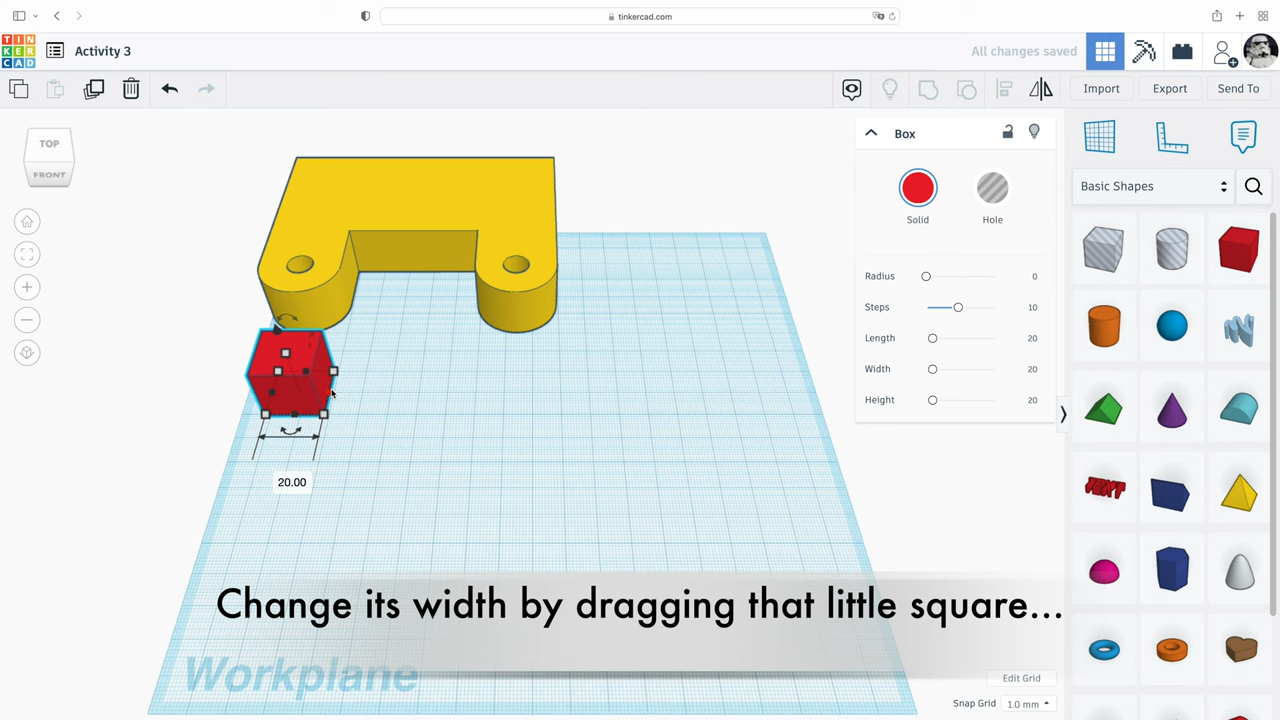 tinkercad.com
TIN
KER
CAD
Activity 3
All changes saved
Import
Export
Send To
TOP
FRONT
Box
Solid
Hole
Radius 0
Steps 10
Length 20
Width 20
Height 20
Basic Shapes
TEXT
20.00
Change its width by dragging that little square...
Workplane
Edit Grid
Snap Grid 1.0 mm